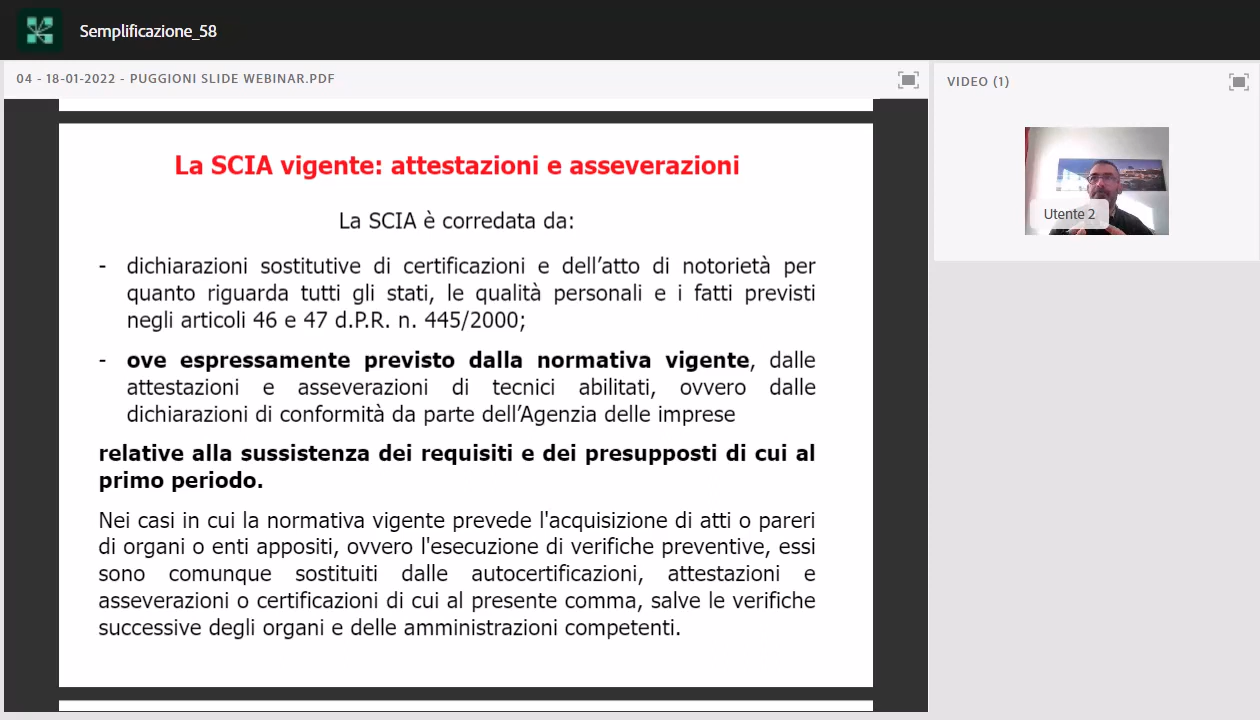 Semplificazione_58
04 - 18-01-2022 - PUGGIONI SLIDE WEBINAR.PDF
VIDEO (1)
La SCIA vigente: attestazioni e asseverazioni
La SCIA è corredata da:
- dichiarazioni sostitutive di certificazioni e dell’atto di notorietà per
quanto riguarda tutti gli stati, le qualità personali e i fatti previsti
negli articoli 46 e 47 d.P.R. n. 445/2000;
- ove espressamente previsto dalla normativa vigente, dalle
attestazioni e asseverazioni di tecnici abilitati, ovvero dalle
dichiarazioni di conformità da parte dell’Agenzia delle imprese
relative alla sussistenza dei requisiti e dei presupposti di cui al
primo periodo.
Nei casi in cui la normativa vigente prevede l'acquisizione di atti o pareri
di organi o enti appositi, ovvero l'esecuzione di verifiche preventive, essi
sono comunque sostituiti dalle autocertificazioni, attestazioni e
asseverazioni o certificazioni di cui al presente comma, salve le verifiche
successive degli organi e delle amministrazioni competenti.
Utente 2